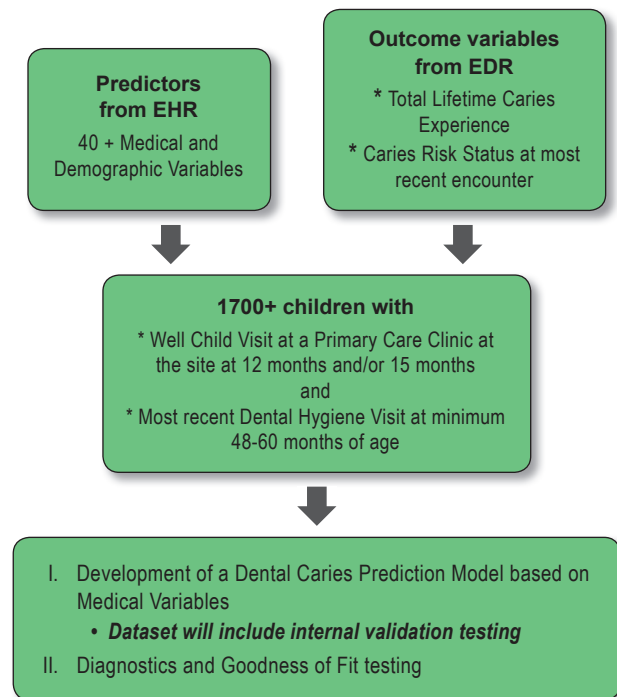 Predictors
from EHR
40 + Medical and
Demographic Variables
Outcome variables
from EDR
* Total Lifetime Caries
Experience
* Caries Risk Status at most
recent encounter
1700+ children with
* Well Child Visit at a Primary Care Clinic at
the site at 12 months and/or 15 months
and
* Most recent Dental Hygiene Visit at minimum
48-60 months of age
I. Development of a Dental Caries Prediction Model based on
Medical Variables
• Dataset will include internal validation testing
II. Diagnostics and Goodness of Fit testing